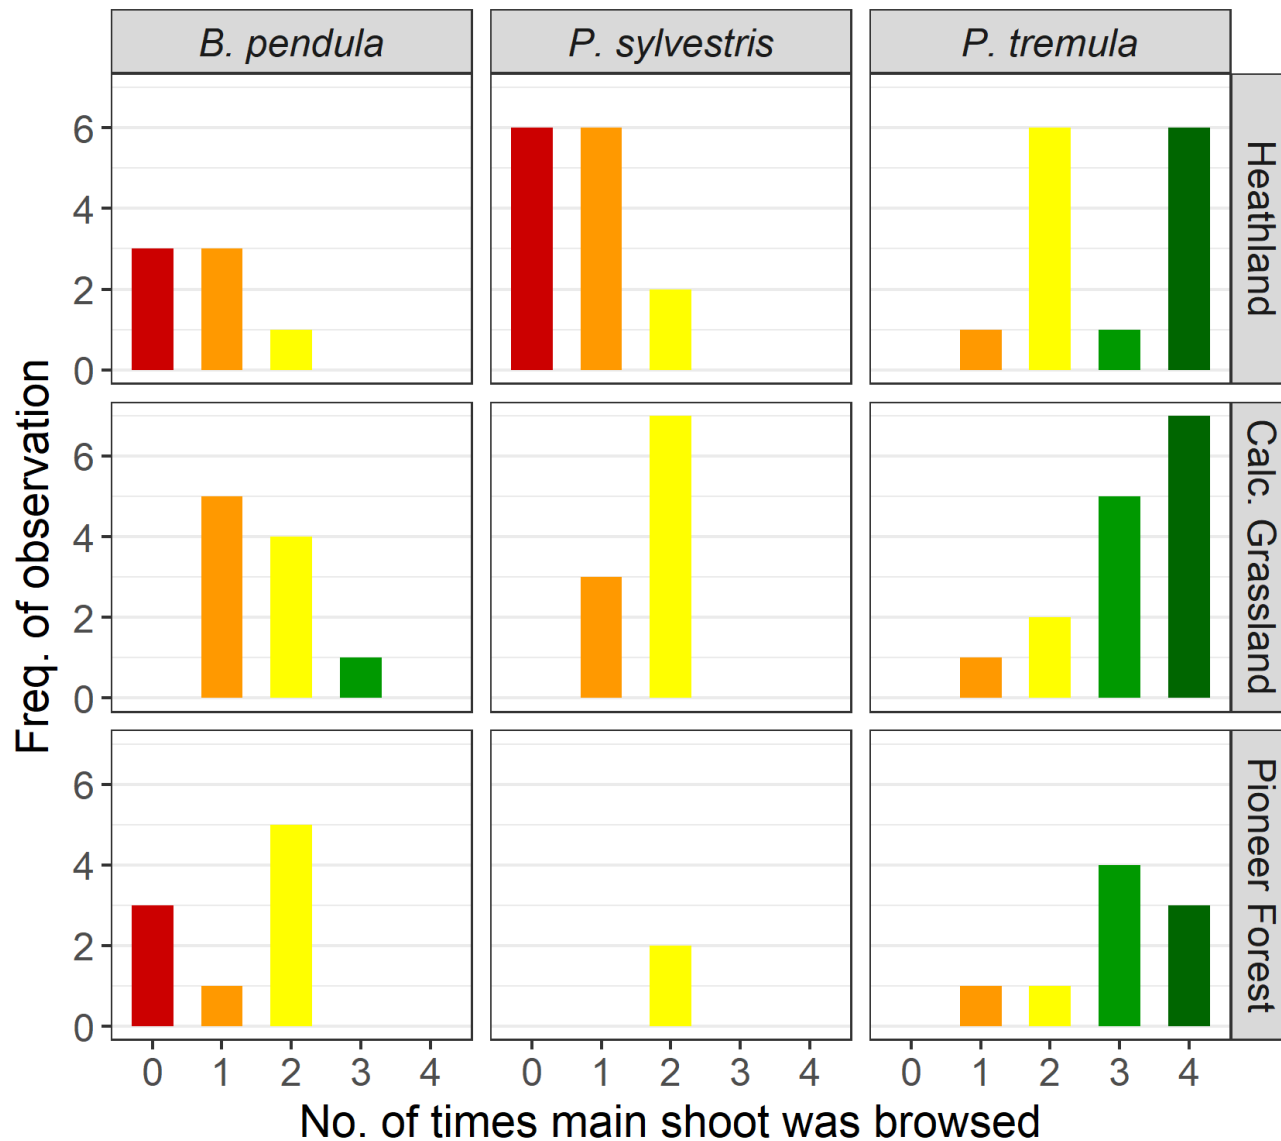 B. pendula
P. sylvestris
P. tremula
6
4
2
0
Heathland
6
4
2
0
Calc. Grassland
6
4
2
0
Pioneer Forest
Freq. of observation
0 1 2 3 4
0 1 2 3 4
0 1 2 3 4
No. of times main shoot was browsed